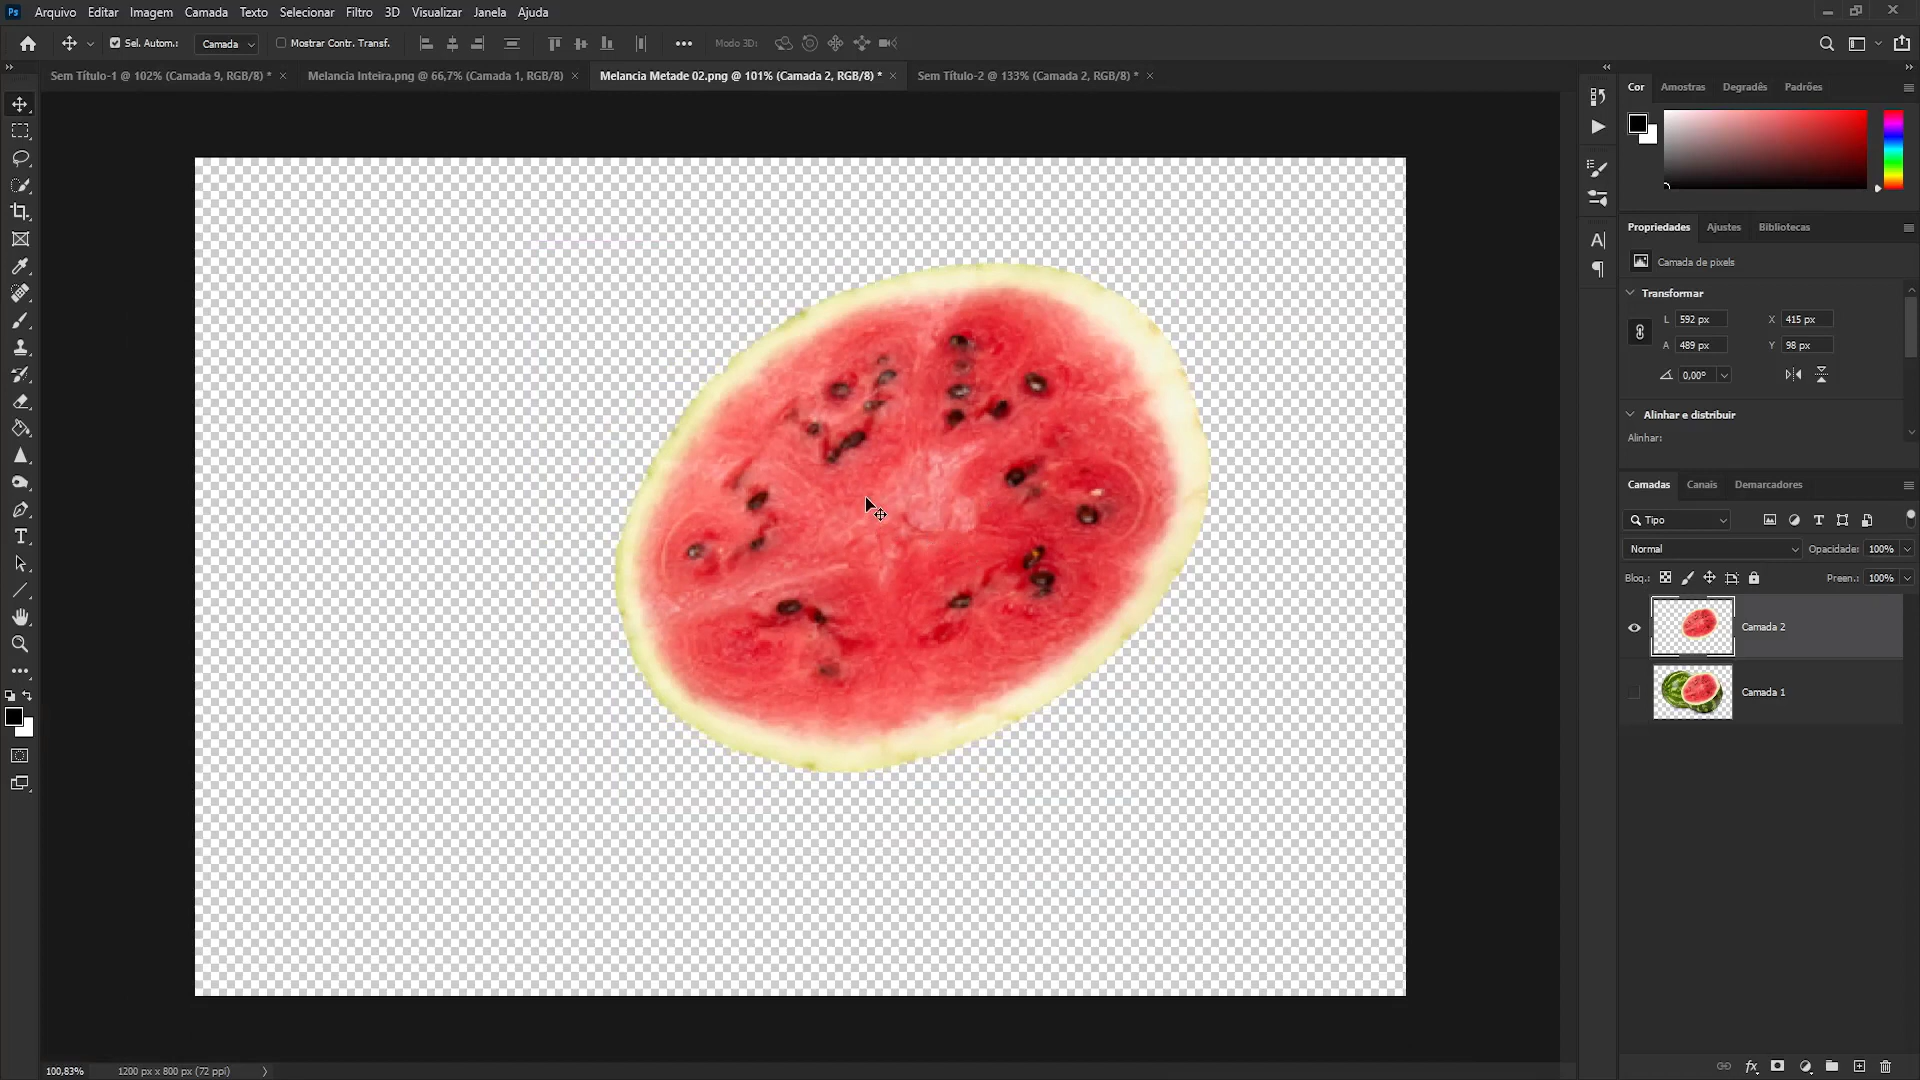 Ps Arquivo Editar Imagem Camada Texto Selecionar Filtro 3D Visualizar Janela Ajuda
Sel. Autom.: Camada Mostrar Contr. Transf. Modo 3D:
Sem Título-1 @ 102% (Camada 9, RGB/8) * Melancia Inteira.png @ 66,7% (Camada 1, RGB/8) Melancia Metade 02.png @ 101% (Camada 2, RGB/8) * Sem Título-2 @ 133% (Camada 2, RGB/8) *
Cor Amostras Degradês Padrões
Propriedades Ajustes Bibliotecas
Camada de pixels
Transformar
L 592 px X 415 px
A 489 px Y 98 px
0,00°
Alinhar e distribuir
Alinhar:
Camadas Canais Demarcadores
Tipo
Normal Opacidade: 100%
Bloq.: Preen.: 100%
Camada 2
Camada 1
100,83% 1200 px x 800 px (72 ppi)